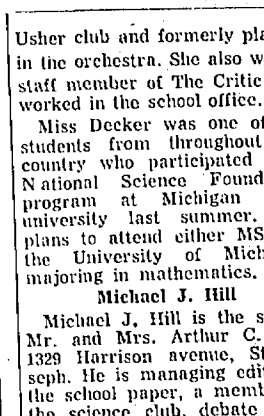 Usher club and formerly pla
in the orchestra. She also w
staff member of The Critic
worked in the school office.
Miss Decker was one of
students from throughout
country who participated
National Science Found
program at Michigan
university last summer.
plans to attend either MS
the University of Mich
majoring in mathematics.
Michael J. Hill
Michael J. Hill is the s
Mr. and Mrs. Arthur C.
1329 Harrison avenue, St
seph. He is managing edit
the school paper, a memb
the science club, debate